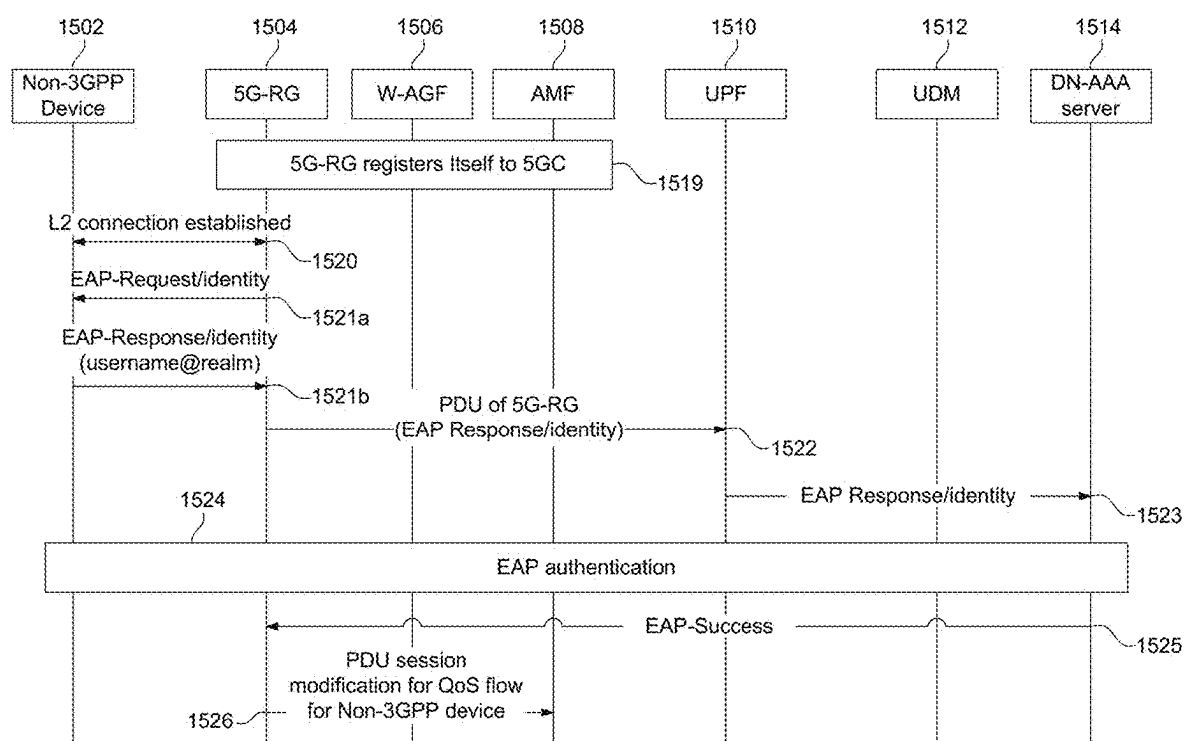 1502
1504
1506
1508
1510
1512
1514
Non-3GPP
Device
5G-RG
W-AGF
AMF
UPF
UDM
DN-AAA
server
5G-RG registers Itself to 5GC
1519
L2 connection established
1520
EAP-Request/identity
1521a
EAP-Response/identity
(username@realm)
1521b
PDU of 5G-RG
(EAP Response/identity)
1522
EAP Response/identity
1523
1524
EAP authentication
EAP-Success
1525
PDU session
modification for QoS flow
for Non-3GPP device
1526